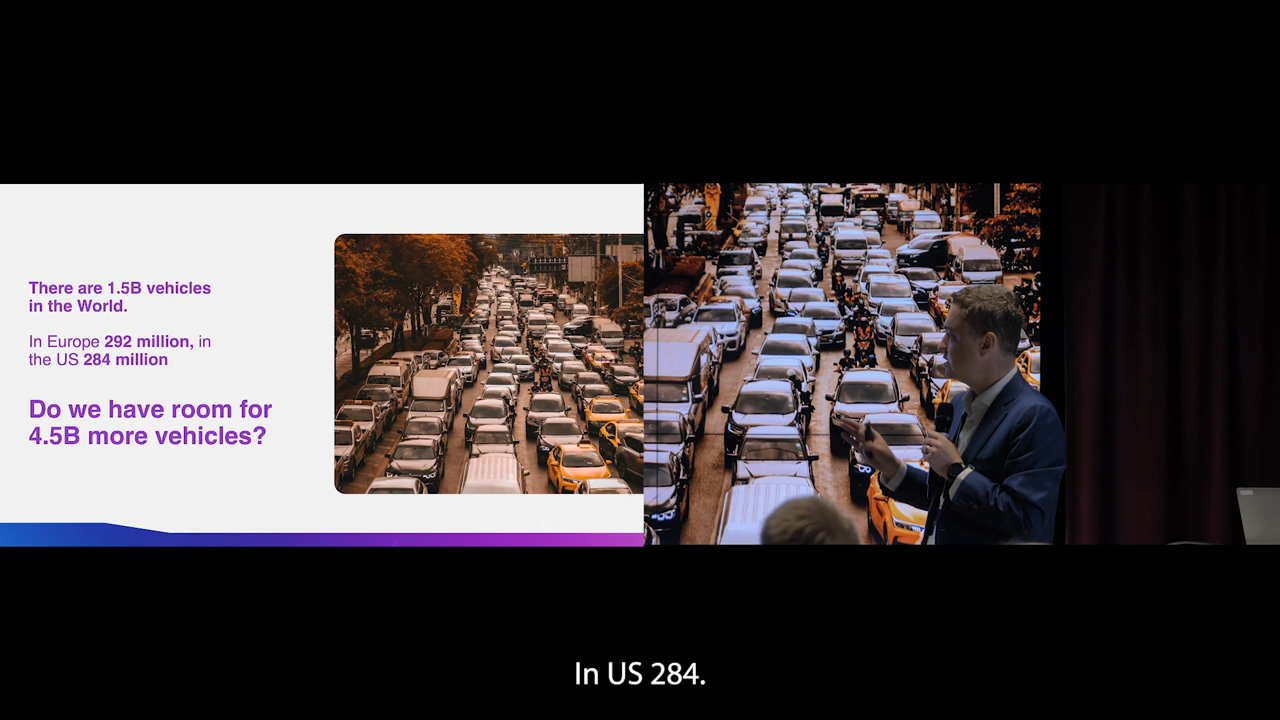 There are 1.5B vehicles
in the World.
In Europe 292 million, in
the US 284 million
Do we have room for
4.5B more vehicles?
In US 284.